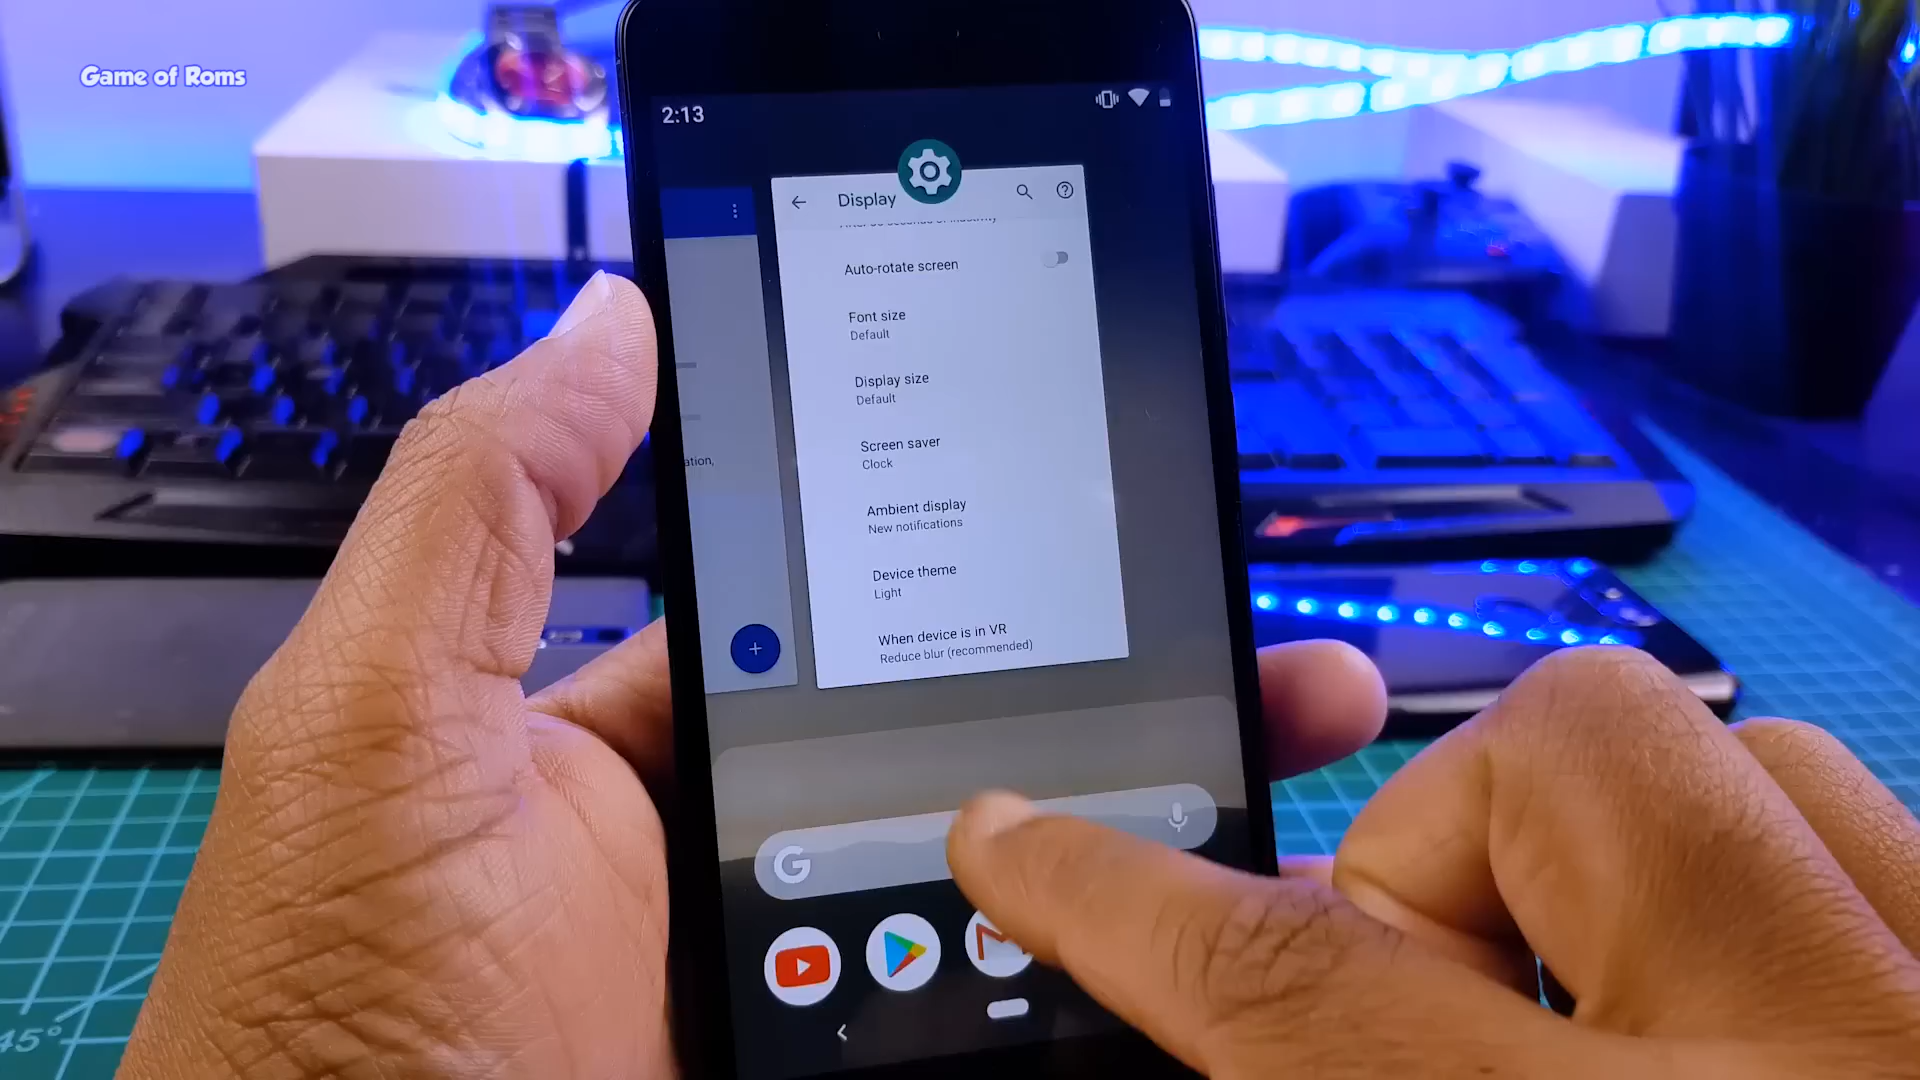 Game of Roms
2:13
Display
Auto-rotate screen
Font size
Default
Display size
Default
Screen saver
Clock
ation,
Ambient display
New notifications
Device theme
Light
When device is in VR
Reduce blur (recommended)
G
45°